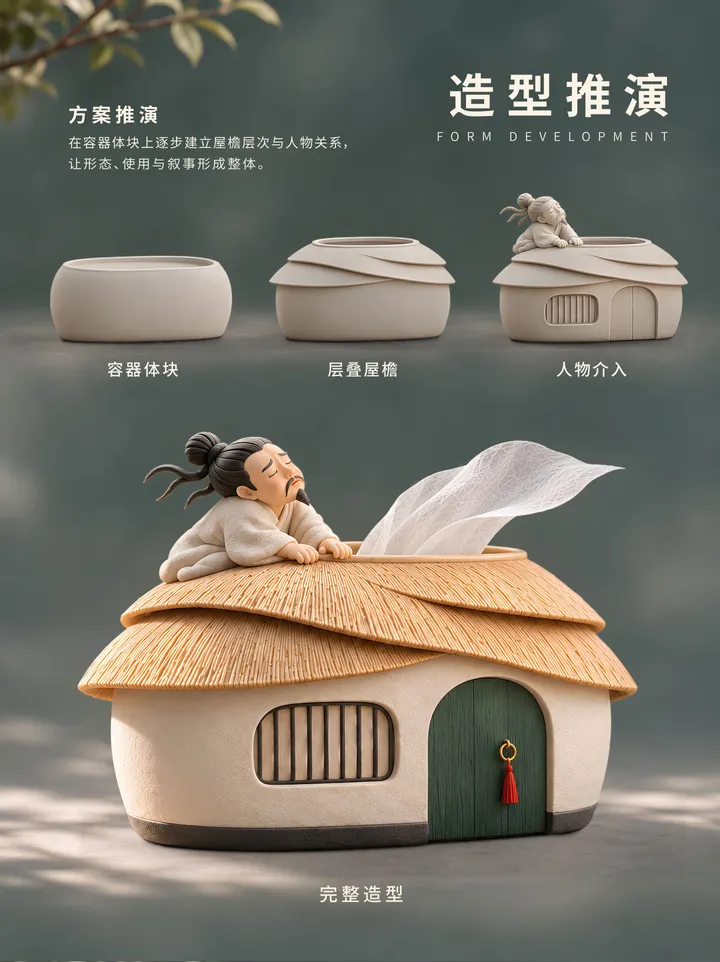 造型推演
FORM DEVELOPMENT
方案推演
在容器体块上逐步建立屋檐层次与人物关系，
让形态、使用与叙事形成整体。
容器体块
层叠屋檐
人物介入
完整造型